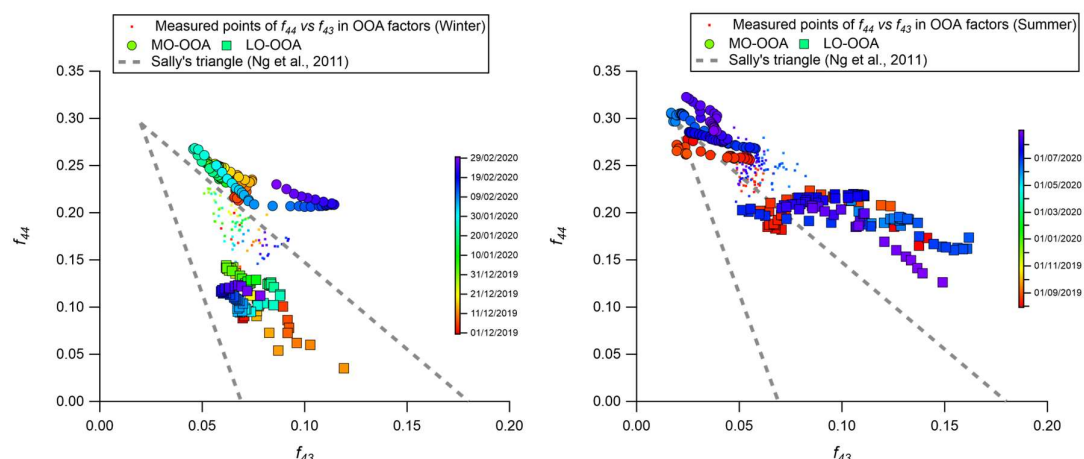 Measured points of f44 vs f43 in OOA factors (Winter)
MO-OOA LO-OOA
Sally's triangle (Ng et al., 2011)
0.35
0.30
0.25
0.20
0.15
0.10
0.05
0.00
f44
0.00 0.05 0.10 0.15 0.20
f43
29/02/2020
19/02/2020
09/02/2020
30/01/2020
20/01/2020
10/01/2020
31/12/2019
21/12/2019
11/12/2019
01/12/2019
Measured points of f44 vs f43 in OOA factors (Summer)
MO-OOA LO-OOA
Sally's triangle (Ng et al., 2011)
0.35
0.30
0.25
0.20
0.15
0.10
0.05
0.00
f44
0.00 0.05 0.10 0.15 0.20
f43
01/07/2020
01/05/2020
01/03/2020
01/01/2020
01/11/2019
01/09/2019